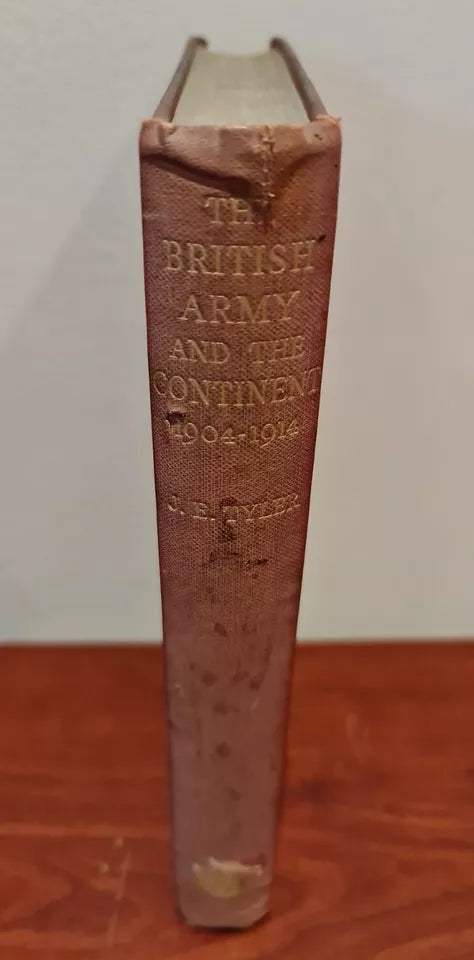 THE
BRITISH
ARMY
AND THE
CONTINENT
1904-1914
J. E. TYLER